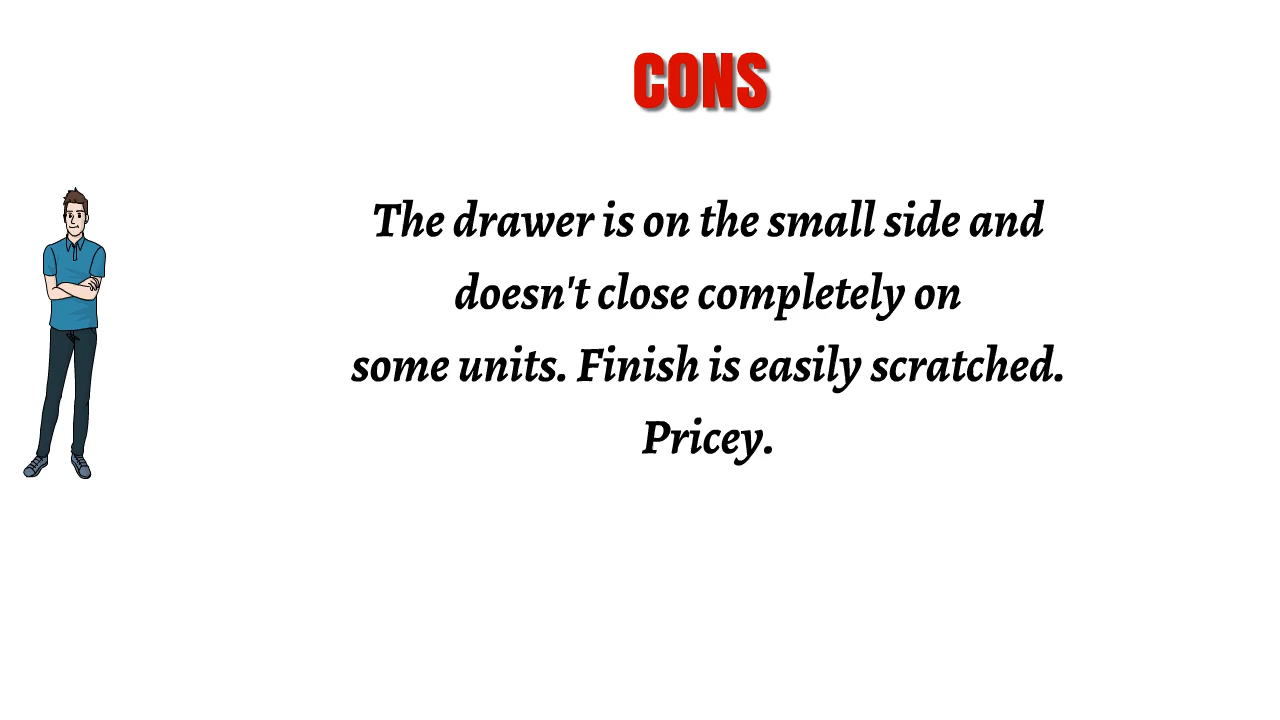 CONS
The drawer is on the small side and
doesn't close completely on
some units. Finish is easily scratched.
Pricey.